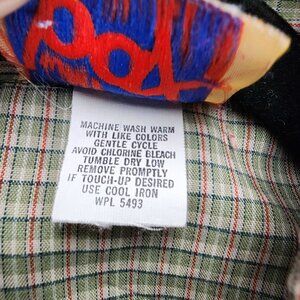 MACHINE WASH WARM
WITH LIKE COLORS
GENTLE CYCLE
AVOID CHLORINE BLEACH
TUMBLE DRY LOW
REMOVE PROMPTLY
IF TOUCH-UP DESIRED
USE COOL IRON
WPL 5493